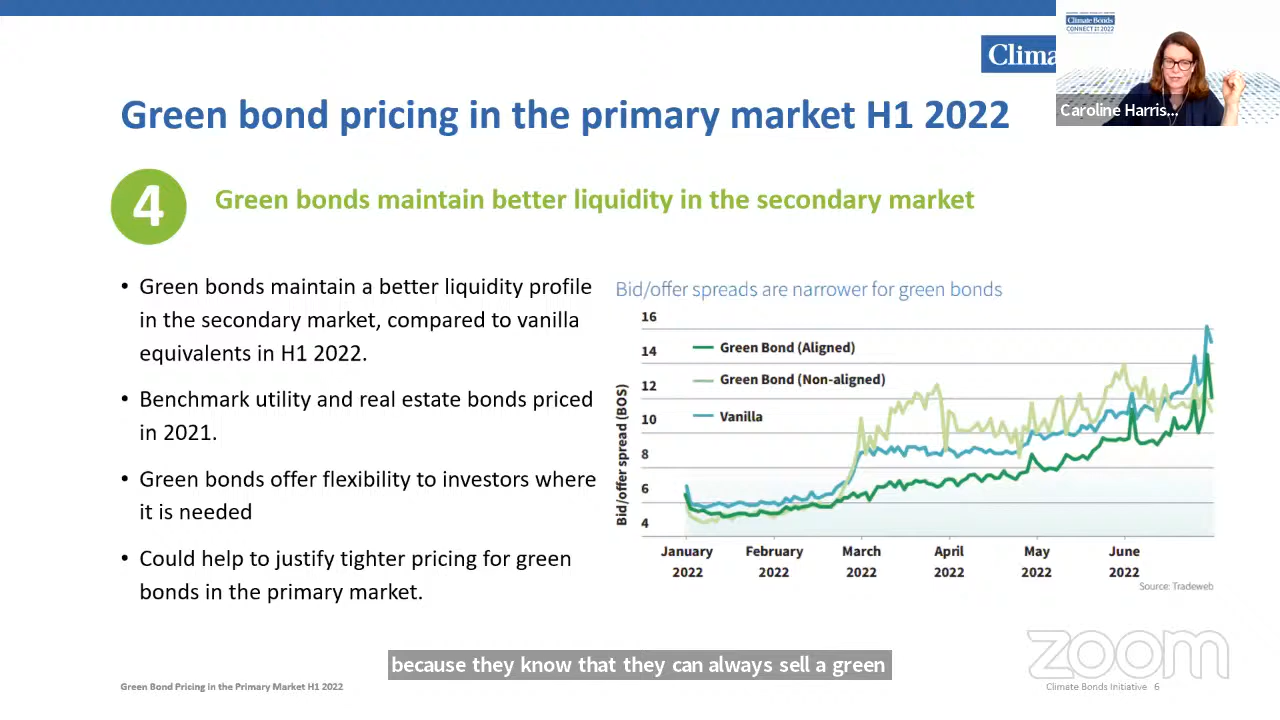 Climate Bonds
CONNECT 2022
Clima
Caroline Harris...
Green bond pricing in the primary market H1 2022
4
Green bonds maintain better liquidity in the secondary market
• Green bonds maintain a better liquidity profile
in the secondary market, compared to vanilla
equivalents in H1 2022.
• Benchmark utility and real estate bonds priced
in 2021.
• Green bonds offer flexibility to investors where
it is needed
• Could help to justify tighter pricing for green
bonds in the primary market.
Bid/offer spreads are narrower for green bonds
Bid/offer spread (BOS)
16
14
12
10
8
6
4
Green Bond (Aligned)
Green Bond (Non-aligned)
Vanilla
January February March April May June
2022 2022 2022 2022 2022 2022
Source: Tradeweb
because they know that they can always sell a green
zoom
Green Bond Pricing in the Primary Market H1 2022
Climate Bonds Initiative 6